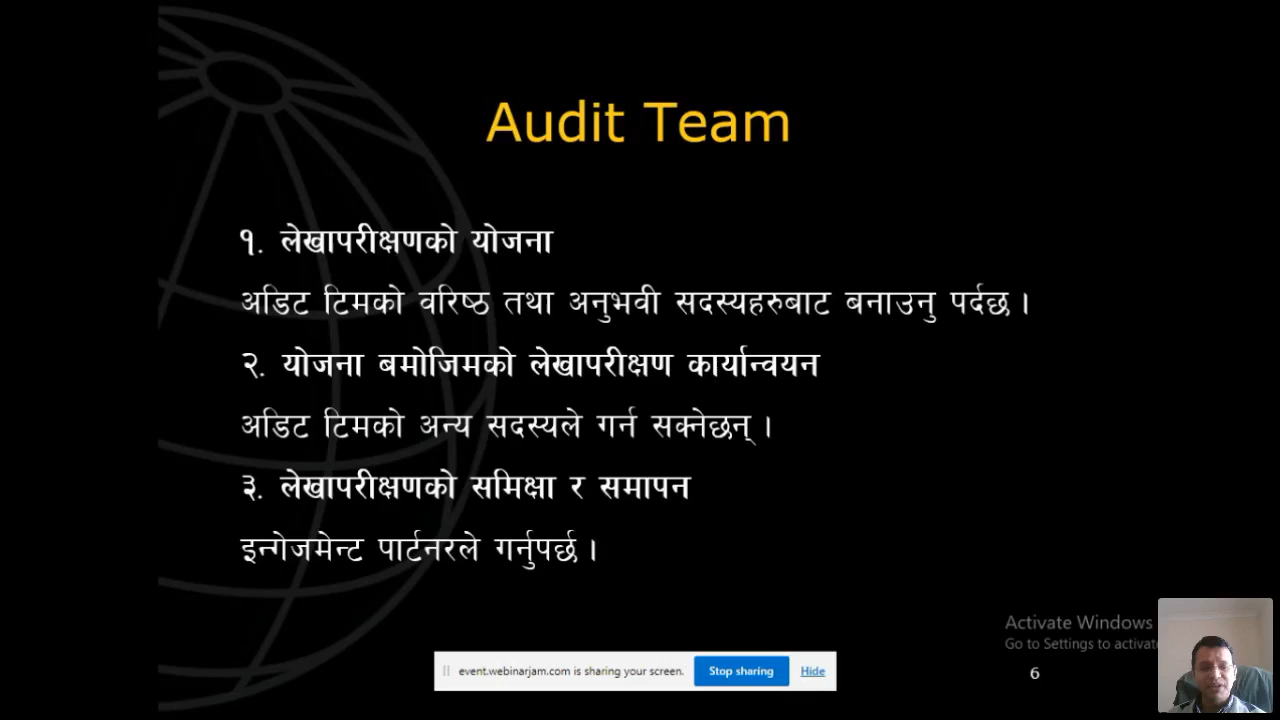 Audit Team
१. लेखापरीक्षणको योजना
अडिट टिमको वरिष्ठ तथा अनुभवी सदस्यहरुबाट बनाउनु पर्दछ ।
२. योजना बमोजिमको लेखापरीक्षण कार्यान्वयन
अडिट टिमको अन्य सदस्यले गर्न सक्नेछन् ।
३. लेखापरीक्षणको समिक्षा र समापन
इन्गेजमेन्ट पार्टनरले गर्नुपर्छ ।
Activate Windows
Go to Settings to activate
event.webinarjam.com is sharing your screen. Stop sharing Hide
6